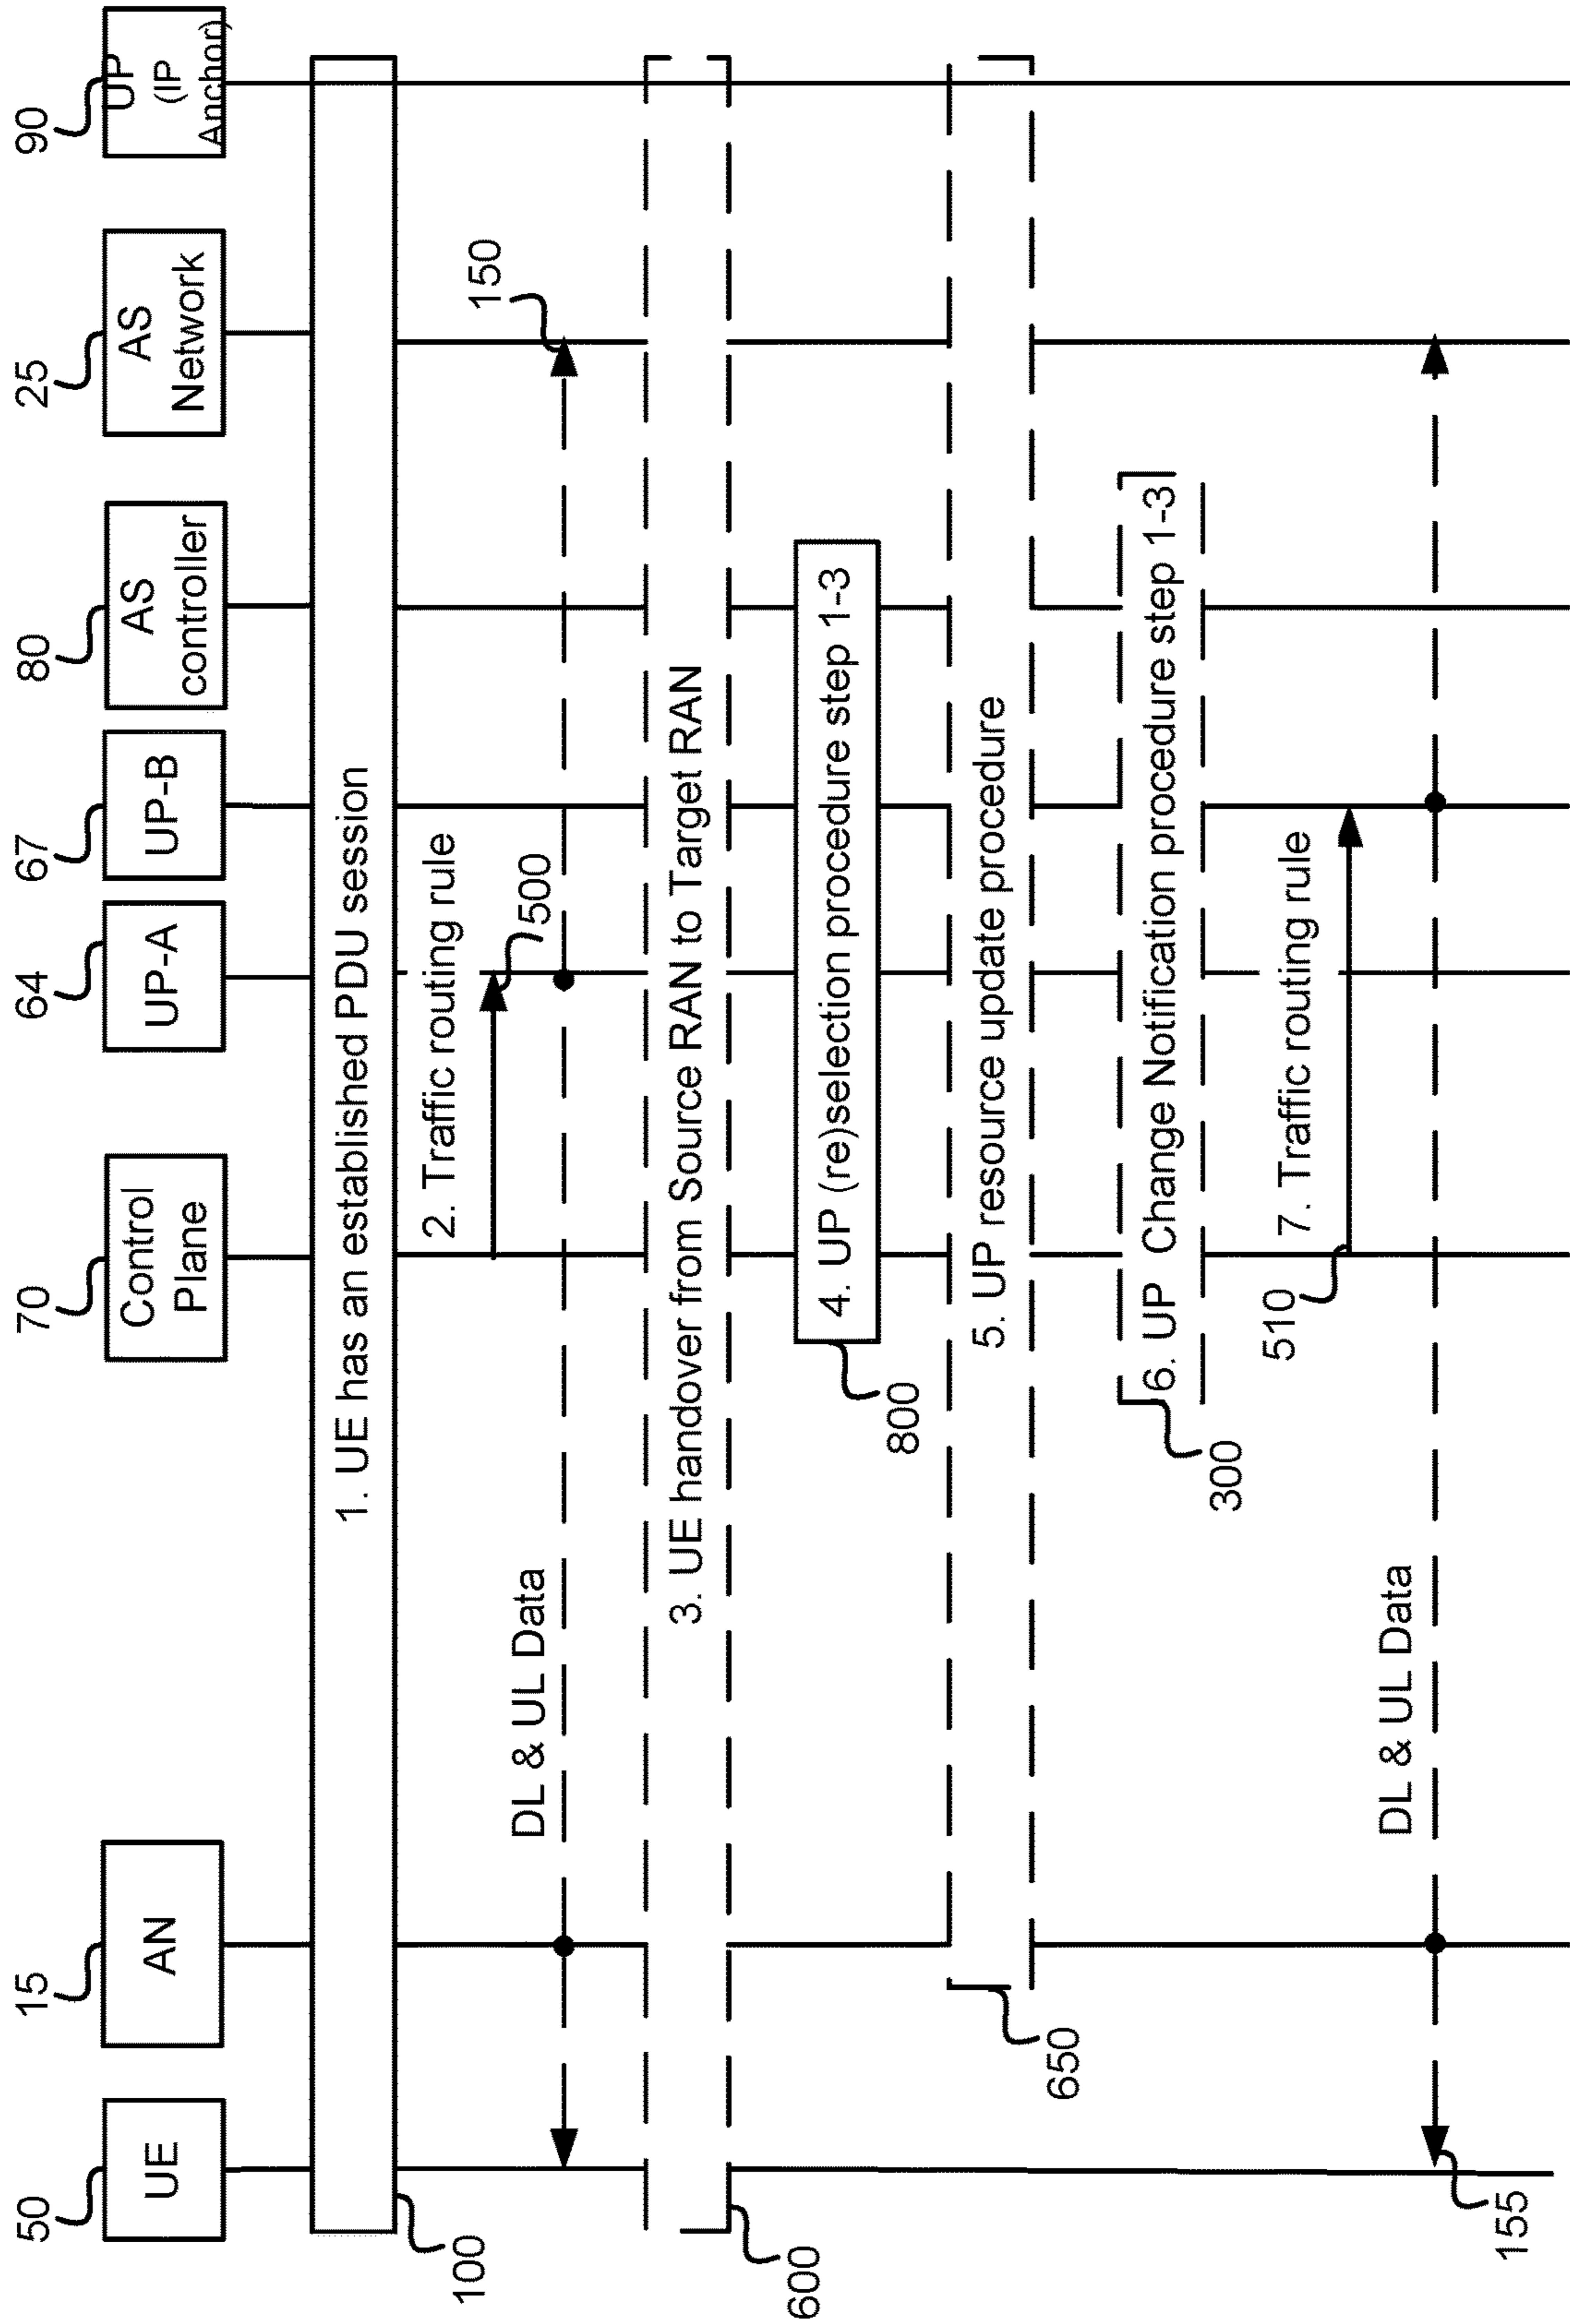 50
15
70
64
67
80
25
90
UE
AN
Control
Plane
UP-A
UP-B
AS
controller
AS
Network
UP
(IP
Anchor)
1. UE has an established PDU session
100
2. Traffic routing rule
500
150
DL & UL Data
3. UE handover from Source RAN to Target RAN
600
4. UP (re)selection procedure step 1-3
800
5. UP resource update procedure
650
6. UP Change Notification procedure step 1-3
300
7. Traffic routing rule
510
DL & UL Data
155